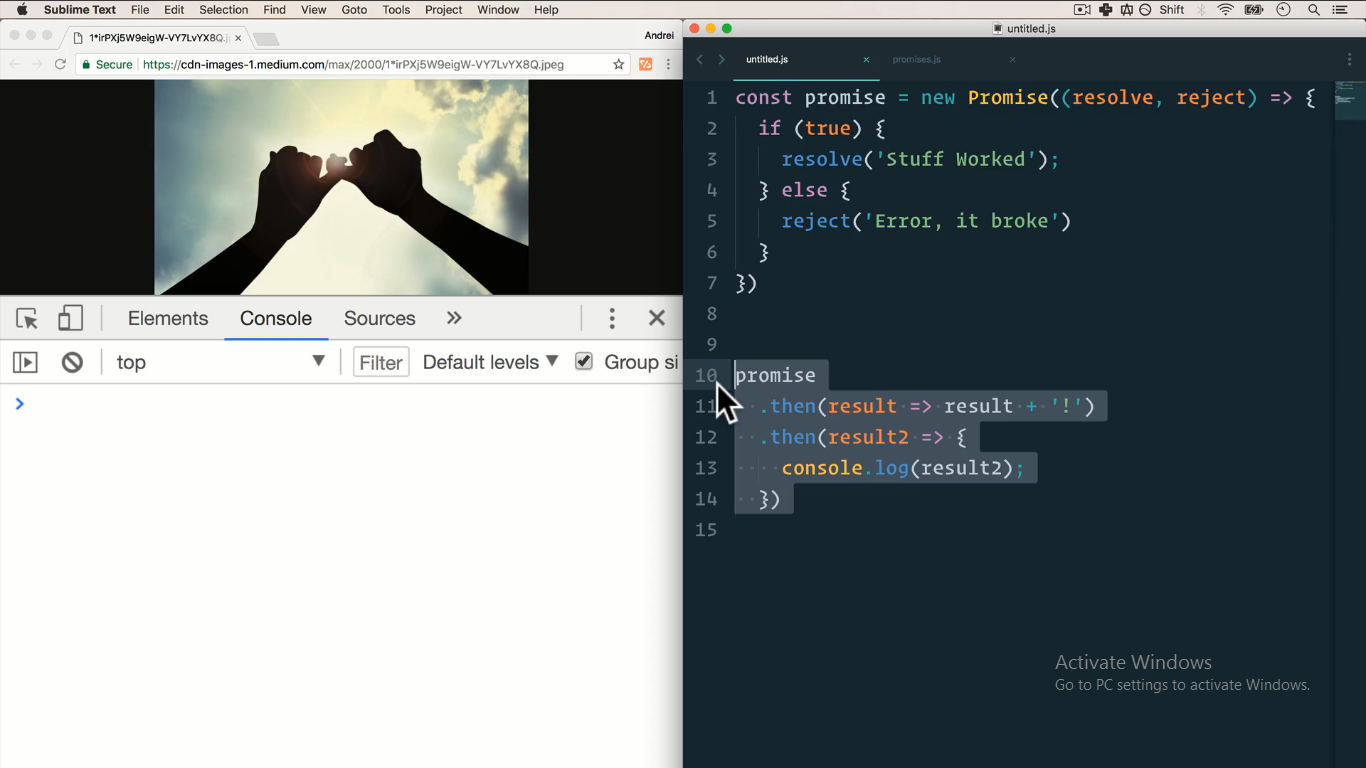 Sublime Text File Edit Selection Find View Goto Tools Project Window Help Shift
1*irPXj5W9eigW-VY7LvYX8Q.j
Andrei
Secure https://cdn-images-1.medium.com/max/2000/1*irPXj5W9eigW-VY7LvYX8Q.jpeg
Elements Console Sources
top Filter Default levels Group si
untitled.js
untitled.js promises.js
1 const promise = new Promise((resolve, reject) => {
2 if (true) {
3 resolve('Stuff Worked');
4 } else {
5 reject('Error, it broke')
6 }
7 })
8
9
10 promise
11 .then(result => result + '!')
12 .then(result2 => {
13 console.log(result2);
14 })
15
Activate Windows
Go to PC settings to activate Windows.